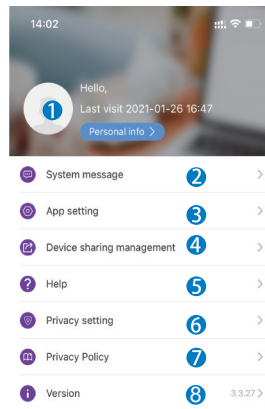 14:02
Hello,
1
Last visit 2021-01-26 16:47
Personal info >
System message 2 >
App setting 3 >
Device sharing management 4 >
? Help 5 >
Privacy setting 6 >
Privacy Policy 7 >
i Version 8 3.3.27 >